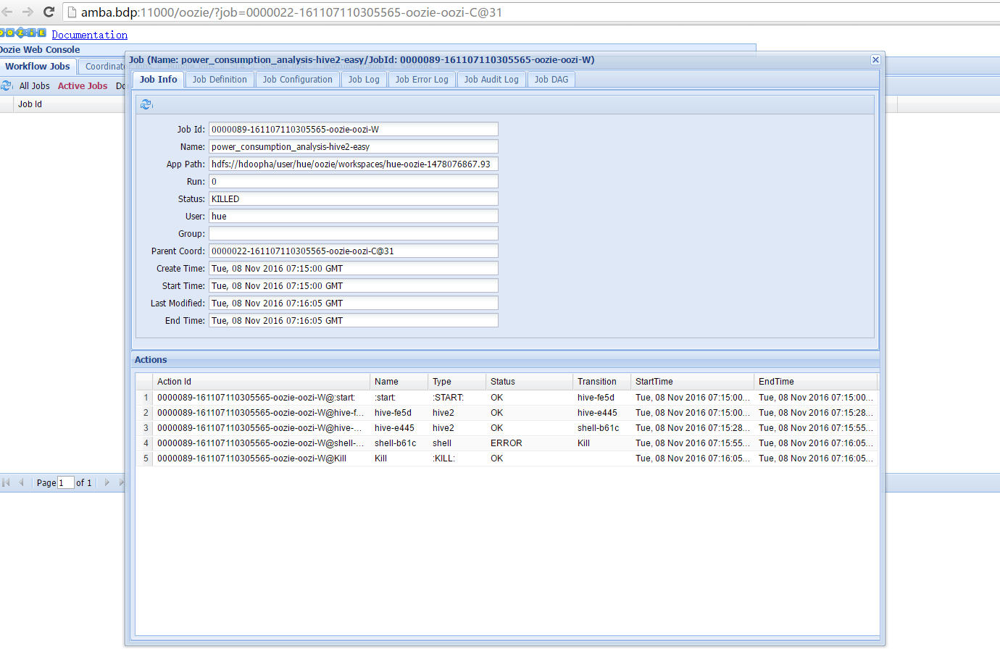 amba.bdp:11000/oozie/?job=0000022-161107110305565-oozie-oozi-C@31
OOZIE Documentation
Oozie Web Console
Workflow Jobs Coordinato
All Jobs Active Jobs Do
Job Id
Job (Name: power_consumption_analysis-hive2-easy/JobId: 0000089-161107110305565-oozie-oozi-W)
Job Info Job Definition Job Configuration Job Log Job Error Log Job Audit Log Job DAG
Job Id: 0000089-161107110305565-oozie-oozi-W
Name: power_consumption_analysis-hive2-easy
App Path: hdfs://hdoopha/user/hue/oozie/workspaces/hue-oozie-1478076867.93
Run: 0
Status: KILLED
User: hue
Group:
Parent Coord: 0000022-161107110305565-oozie-oozi-C@31
Create Time: Tue, 08 Nov 2016 07:15:00 GMT
Start Time: Tue, 08 Nov 2016 07:15:00 GMT
Last Modified: Tue, 08 Nov 2016 07:16:05 GMT
End Time: Tue, 08 Nov 2016 07:16:05 GMT
Actions
Action Id Name Type Status Transition StartTime EndTime
1 0000089-161107110305565-oozie-oozi-W@:start: :start: :START: OK hive-fe5d Tue, 08 Nov 2016 07:15:00... Tue, 08 Nov 2016 07:15:00...
2 0000089-161107110305565-oozie-oozi-W@hive-f... hive-fe5d hive2 OK hive-e445 Tue, 08 Nov 2016 07:15:00... Tue, 08 Nov 2016 07:15:28...
3 0000089-161107110305565-oozie-oozi-W@hive-... hive-e445 hive2 OK shell-b61c Tue, 08 Nov 2016 07:15:28... Tue, 08 Nov 2016 07:15:55...
4 0000089-161107110305565-oozie-oozi-W@shell-... shell-b61c shell ERROR Kill Tue, 08 Nov 2016 07:15:55... Tue, 08 Nov 2016 07:16:05...
5 0000089-161107110305565-oozie-oozi-W@Kill Kill :KILL: OK Tue, 08 Nov 2016 07:16:05... Tue, 08 Nov 2016 07:16:05...
Page 1 of 1